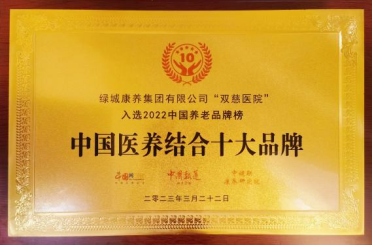 10
绿城康养集团有限公司“双慈医院”
入选2022中国养老品牌榜
中国医养结合十大品牌
二〇二三年三月二十二日